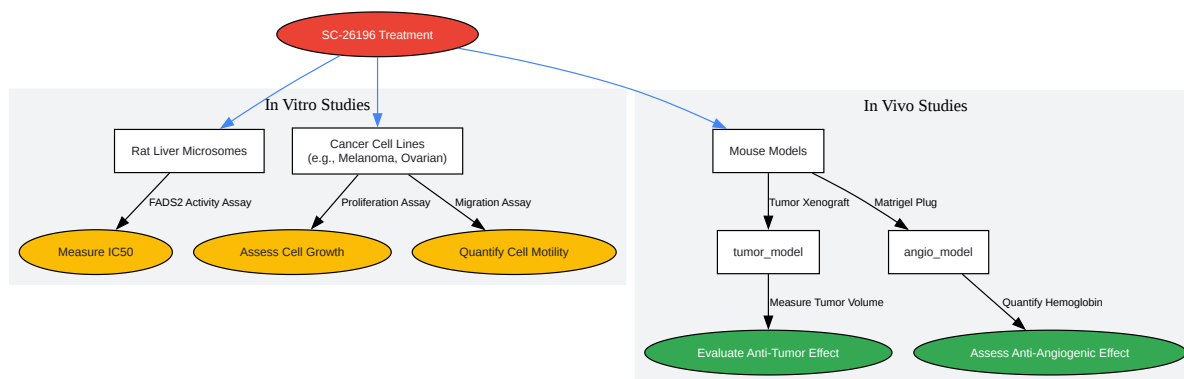 SC-26196 Treatment
In Vitro Studies
In Vivo Studies
Rat Liver Microsomes
Cancer Cell Lines
(e.g., Melanoma, Ovarian)
Mouse Models
FADS2 Activity Assay
Proliferation Assay
Migration Assay
Tumor Xenograft
Matrigel Plug
Measure IC50
Assess Cell Growth
Quantify Cell Motility
tumor_model
angio_model
Measure Tumor Volume
Quantify Hemoglobin
Evaluate Anti-Tumor Effect
Assess Anti-Angiogenic Effect